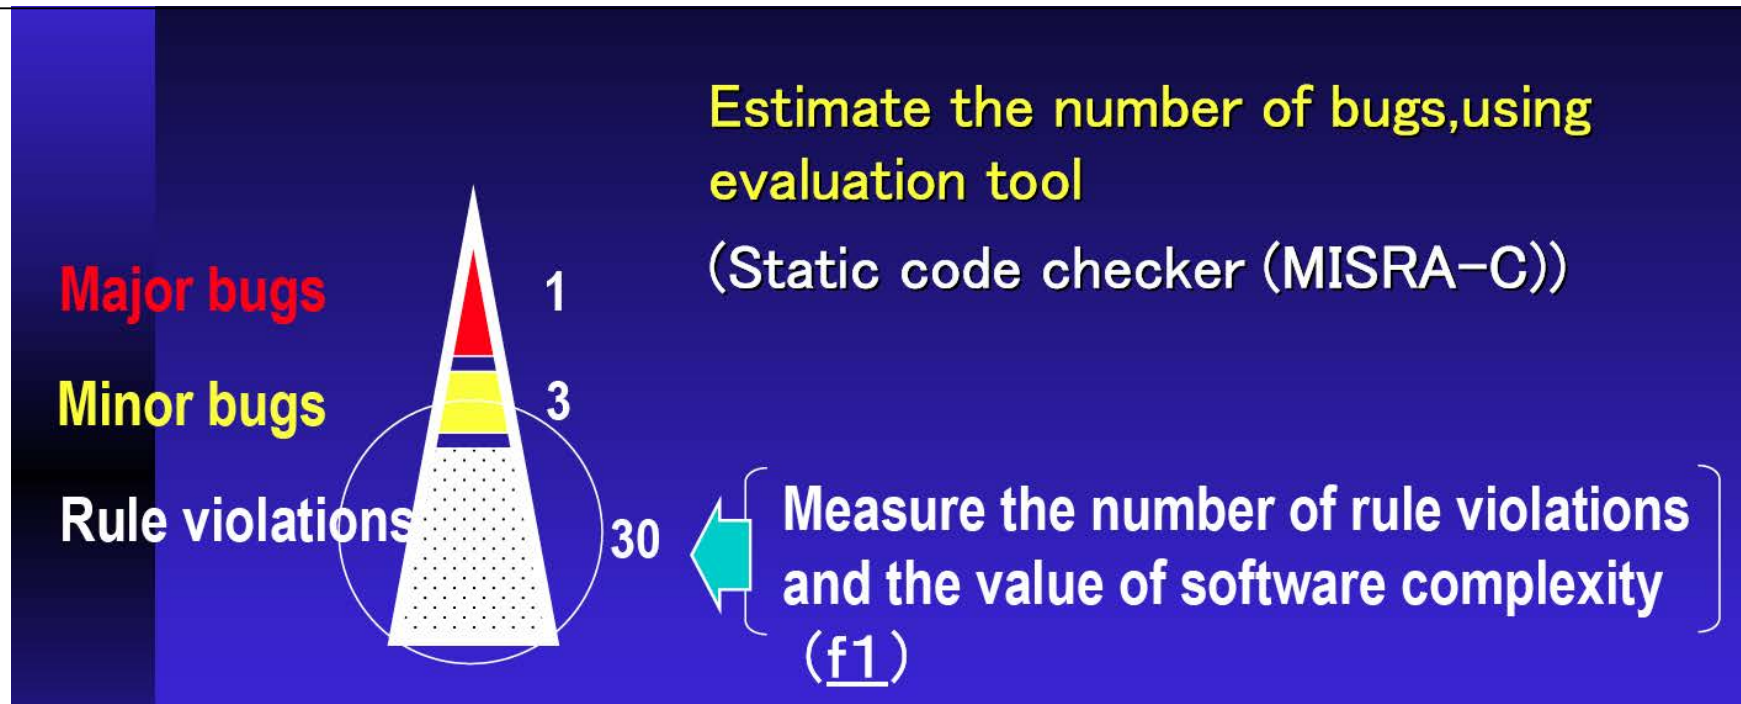 Estimate the number of bugs,using
evaluation tool
(Static code checker (MISRA-C))
Major bugs 1
Minor bugs 3
Rule violations 30
Measure the number of rule violations
and the value of software complexity
(f1)